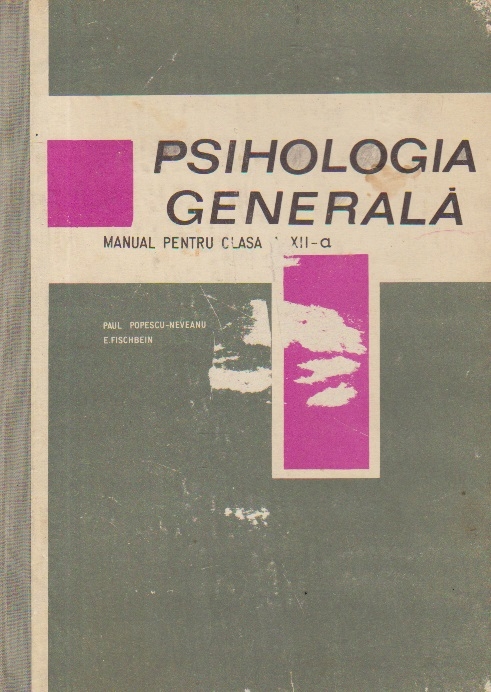 PSIHOLOGIA
GENERALĂ
MANUAL PENTRU CLASA XII-a
PAUL POPESCU-NEVEANU
E. FISCHBEIN